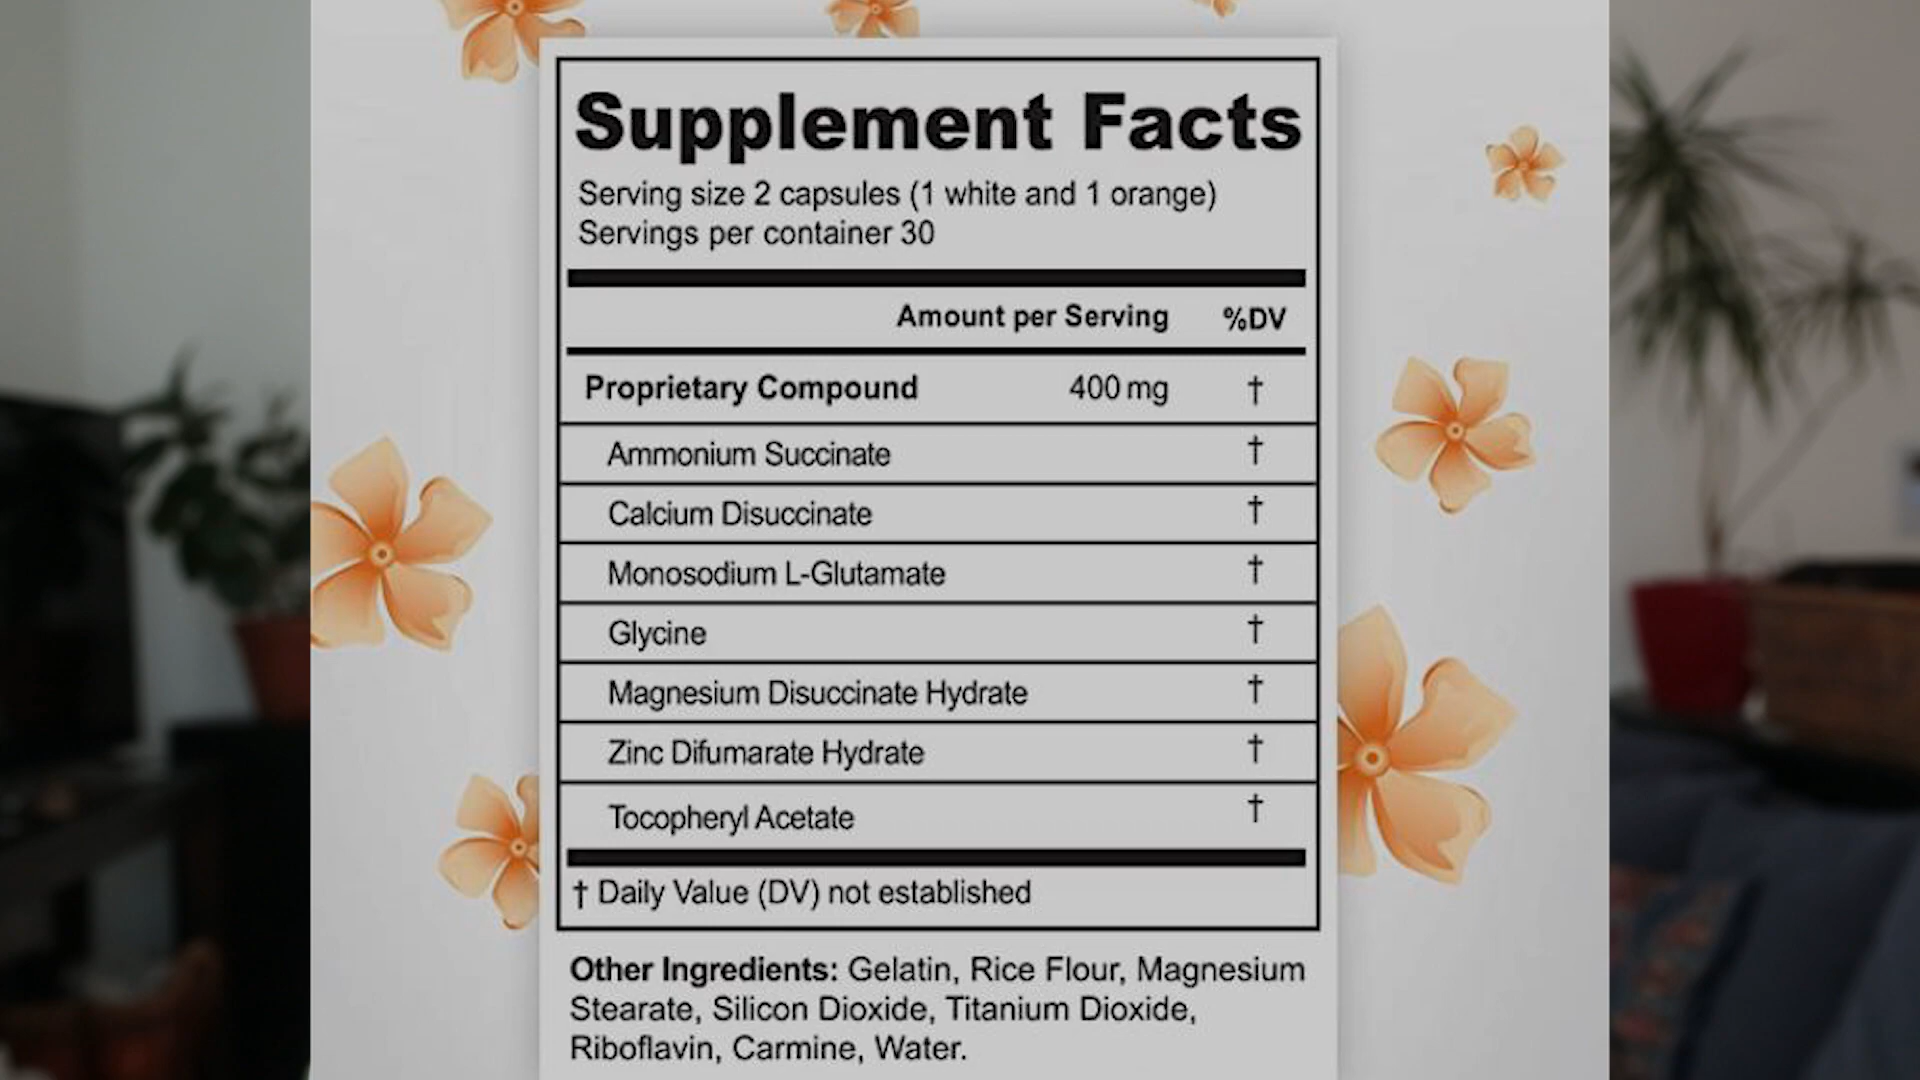 Supplement Facts
Serving size 2 capsules (1 white and 1 orange)
Servings per container 30
Amount per Serving %DV
Proprietary Compound 400 mg †
Ammonium Succinate †
Calcium Disuccinate †
Monosodium L-Glutamate †
Glycine †
Magnesium Disuccinate Hydrate †
Zinc Difumarate Hydrate †
Tocopheryl Acetate †
† Daily Value (DV) not established
Other Ingredients: Gelatin, Rice Flour, Magnesium
Stearate, Silicon Dioxide, Titanium Dioxide,
Riboflavin, Carmine, Water.